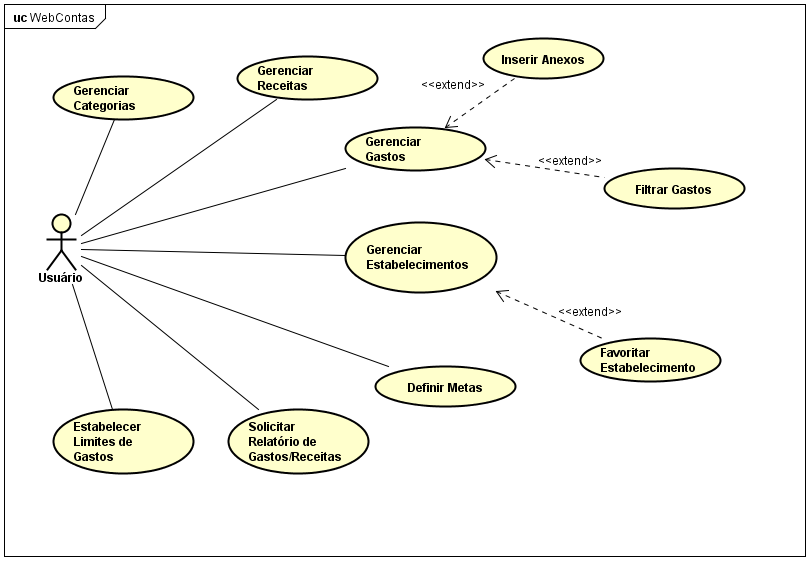 uc WebContas
Inserir Anexos
Gerenciar
Receitas
<<extend>>
Gerenciar
Categorias
Gerenciar
Gastos
<<extend>>
Filtrar Gastos
Gerenciar
Estabelecimentos
Usuário
<<extend>>
Favoritar
Estabelecimento
Definir Metas
Estabelecer
Limites de
Gastos
Solicitar
Relatório de
Gastos/Receitas